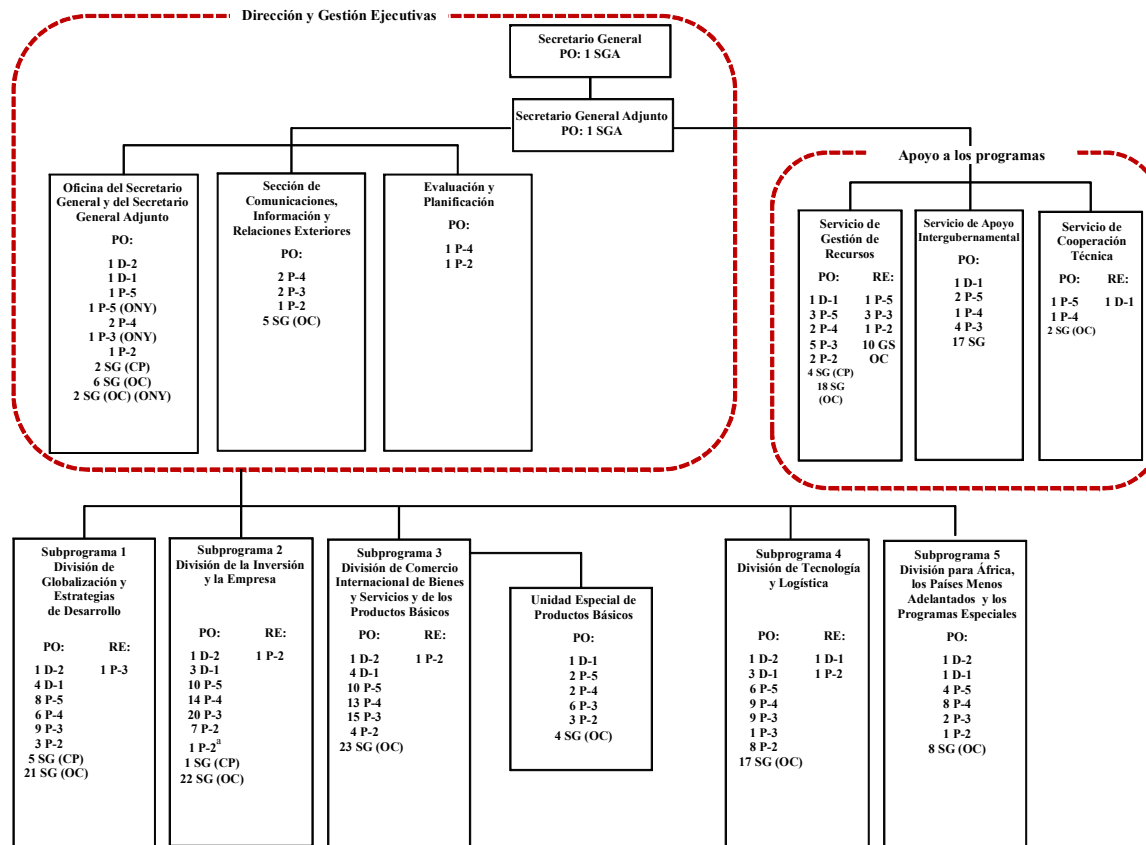 Dirección y Gestión Ejecutivas
Secretario General
PO: 1 SGA
Secretario General Adjunto
PO: 1 SGA
Oficina del Secretario
General y del Secretario
General Adjunto
PO:
1 D-2
1 D-1
1 P-5
1 P-5 (ONY)
2 P-4
1 P-3 (ONY)
1 P-2
2 SG (CP)
6 SG (OC)
2 SG (OC) (ONY)
Sección de
Comunicaciones,
Información y
Relaciones Exteriores
PO:
2 P-4
2 P-3
1 P-2
5 SG (OC)
Evaluación y
Planificación
PO:
1 P-4
1 P-2
Apoyo a los programas
Servicio de
Gestión de
Recursos
PO: RE:
1 D-1 1 P-5
3 P-5 3 P-3
2 P-4 1 P-2
5 P-3 10 GS
2 P-2 OC
4 SG (CP)
18 SG
(OC)
Servicio de Apoyo
Intergubernamental
PO:
1 D-1
2 P-5
1 P-4
4 P-3
17 SG
Servicio de
Cooperación
Técnica
PO: RE:
1 P-5 1 D-1
1 P-4
2 SG (OC)
Subprograma 1
División de
Globalización y
Estrategias
de Desarrollo
PO: RE:
1 D-2 1 P-3
4 D-1
8 P-5
6 P-4
9 P-3
3 P-2
5 SG (CP)
21 SG (OC)
Subprograma 2
División de la Inversión
y la Empresa
PO: RE:
1 D-2 1 P-2
3 D-1
10 P-5
14 P-4
20 P-3
7 P-2
1 P-2a
1 SG (CP)
22 SG (OC)
Subprograma 3
División de Comercio
Internacional de Bienes
y Servicios y de los
Productos Básicos
PO: RE:
1 D-2 1 P-2
4 D-1
10 P-5
13 P-4
15 P-3
4 P-2
23 SG (OC)
Unidad Especial de
Productos Básicos
PO:
1 D-1
2 P-5
2 P-4
6 P-3
3 P-2
4 SG (OC)
Subprograma 4
División de Tecnología
y Logística
PO: RE:
1 D-2 1 D-1
3 D-1 1 P-2
6 P-5
9 P-4
9 P-3
1 P-3
8 P-2
17 SG (OC)
Subprograma 5
División para África,
los Países Menos
Adelantados y los
Programas Especiales
PO:
1 D-2
1 D-1
4 P-5
8 P-4
2 P-3
1 P-2
8 SG (OC)